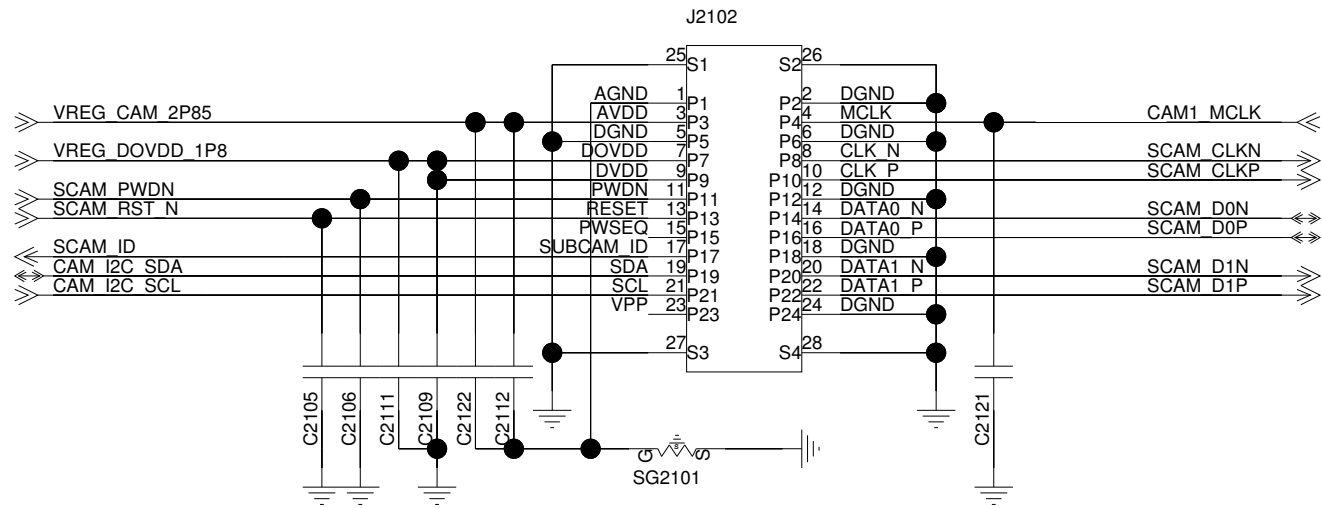 J2102
25 S1 S2 26
AGND 1 P1 P2 2 DGND
VREG_CAM_2P85 AVDD 3 P3 P4 4 MCLK CAM1_MCLK
DGND 5 P5 P6 6 DGND
VREG_DOVDD_1P8 DOVDD 7 P7 P8 8 CLK_N SCAM_CLKN
DVDD 9 P9 P10 10 CLK_P SCAM_CLKP
SCAM_PWDN PWDN 11 P11 P12 12 DGND
SCAM_RST_N RESET 13 P13 P14 14 DATA0_N SCAM_D0N
PWSEQ 15 P15 P16 16 DATA0_P SCAM_D0P
SCAM_ID SUBCAM_ID 17 P17 P18 18 DGND
CAM_I2C_SDA SDA 19 P19 P20 20 DATA1_N SCAM_D1N
CAM_I2C_SCL SCL 21 P21 P22 22 DATA1_P SCAM_D1P
VPP 23 P23 P24 24 DGND
27 S3 S4 28
C2105
C2106
C2111
C2109
C2122
C2112
C2121
G S S
SG2101